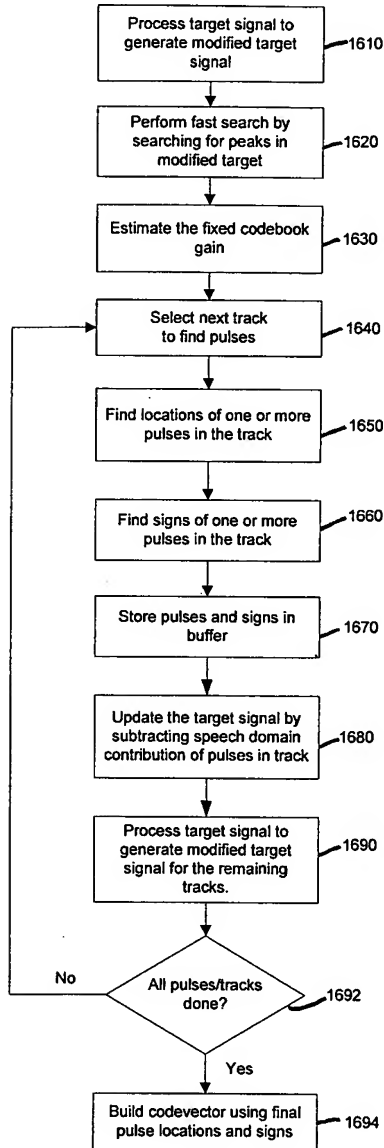 Process target signal to
generate modified target
signal
1610
Perform fast search by
searching for peaks in
modified target
1620
Estimate the fixed codebook
gain
1630
Select next track
to find pulses
1640
Find locations of one or more
pulses in the track
1650
Find signs of one or more
pulses in the track
1660
Store pulses and signs in
buffer
1670
Update the target signal by
subtracting speech domain
contribution of pulses in track
1680
Process target signal to
generate modified target
signal for the remaining
tracks.
1690
No
All pulses/tracks
done?
1692
Yes
Build codevector using final
pulse locations and signs
1694